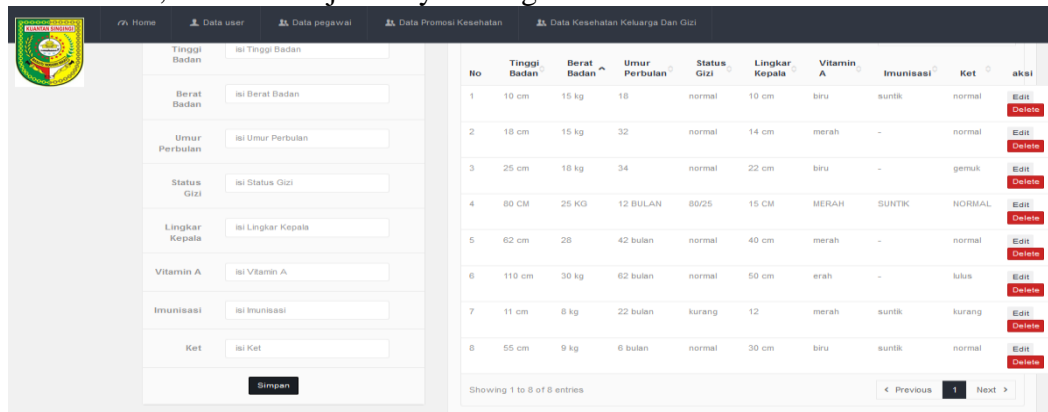 KUANTAN SINGINGI
Home Data user Data pegawai Data Promosi Kesehatan Data Kesehatan Keluarga Dan Gizi
Tinggi Badan isi Tinggi Badan
Berat Badan isi Berat Badan
Umur Perbulan isi Umur Perbulan
Status Gizi isi Status Gizi
Lingkar Kepala isi Lingkar Kepala
Vitamin A isi Vitamin A
Imunisasi isi Imunisasi
Ket isi Ket
Simpan
No Tinggi Badan Berat Badan Umur Perbulan Status Gizi Lingkar Kepala Vitamin A Imunisasi Ket aksi
1 10 cm 15 kg 18 normal 10 cm biru suntik normal Edit Delete
2 18 cm 15 kg 32 normal 14 cm merah - normal Edit Delete
3 25 cm 18 kg 34 normal 22 cm biru - gemuk Edit Delete
4 80 CM 25 KG 12 BULAN 80/25 15 CM MERAH SUNTIK NORMAL Edit Delete
5 62 cm 28 42 bulan normal 40 cm merah - normal Edit Delete
6 110 cm 30 kg 62 bulan normal 50 cm erah - lulus Edit Delete
7 11 cm 8 kg 22 bulan kurang 12 merah suntik kurang Edit Delete
8 55 cm 9 kg 6 bulan normal 30 cm biru suntik normal Edit Delete
Showing 1 to 8 of 8 entries < Previous 1 Next >